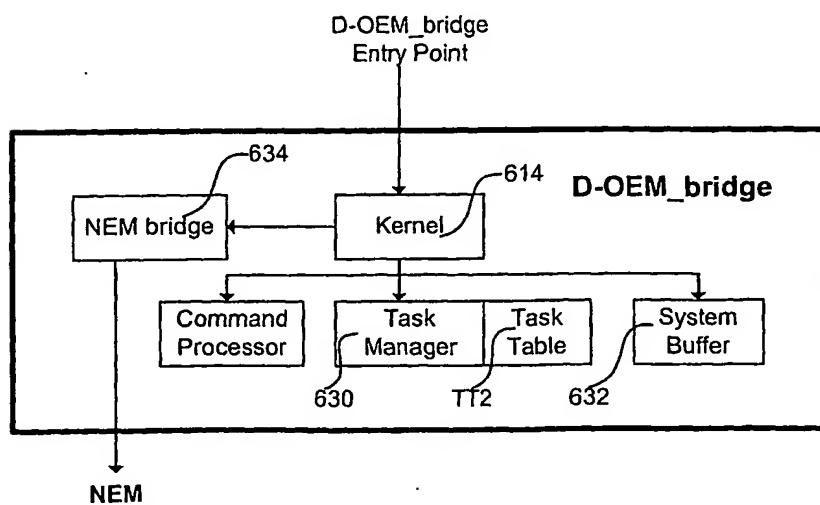 D-OEM_bridge
Entry Point
634
614
D-OEM_bridge
NEM bridge
Kernel
Command
Processor
Task
Manager
Task
Table
System
Buffer
630
TT2
632
NEM